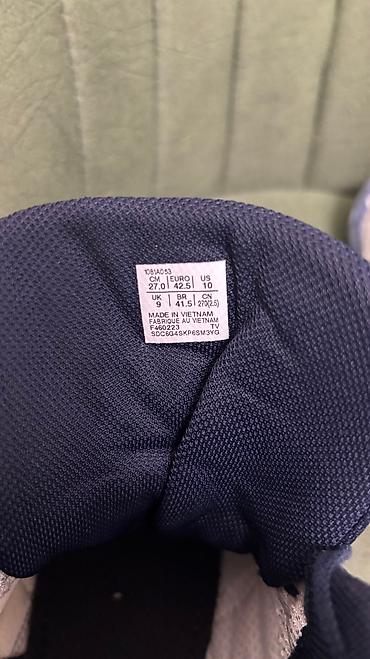 1081A053
CM EURO US
27.0 42.5 10
UK BR CN
9 41.5 270(2.5)
MADE IN VIETNAM
FABRIQUE AU VIETNAM
F460223 TV
SDC6G4SKP6SM3YG